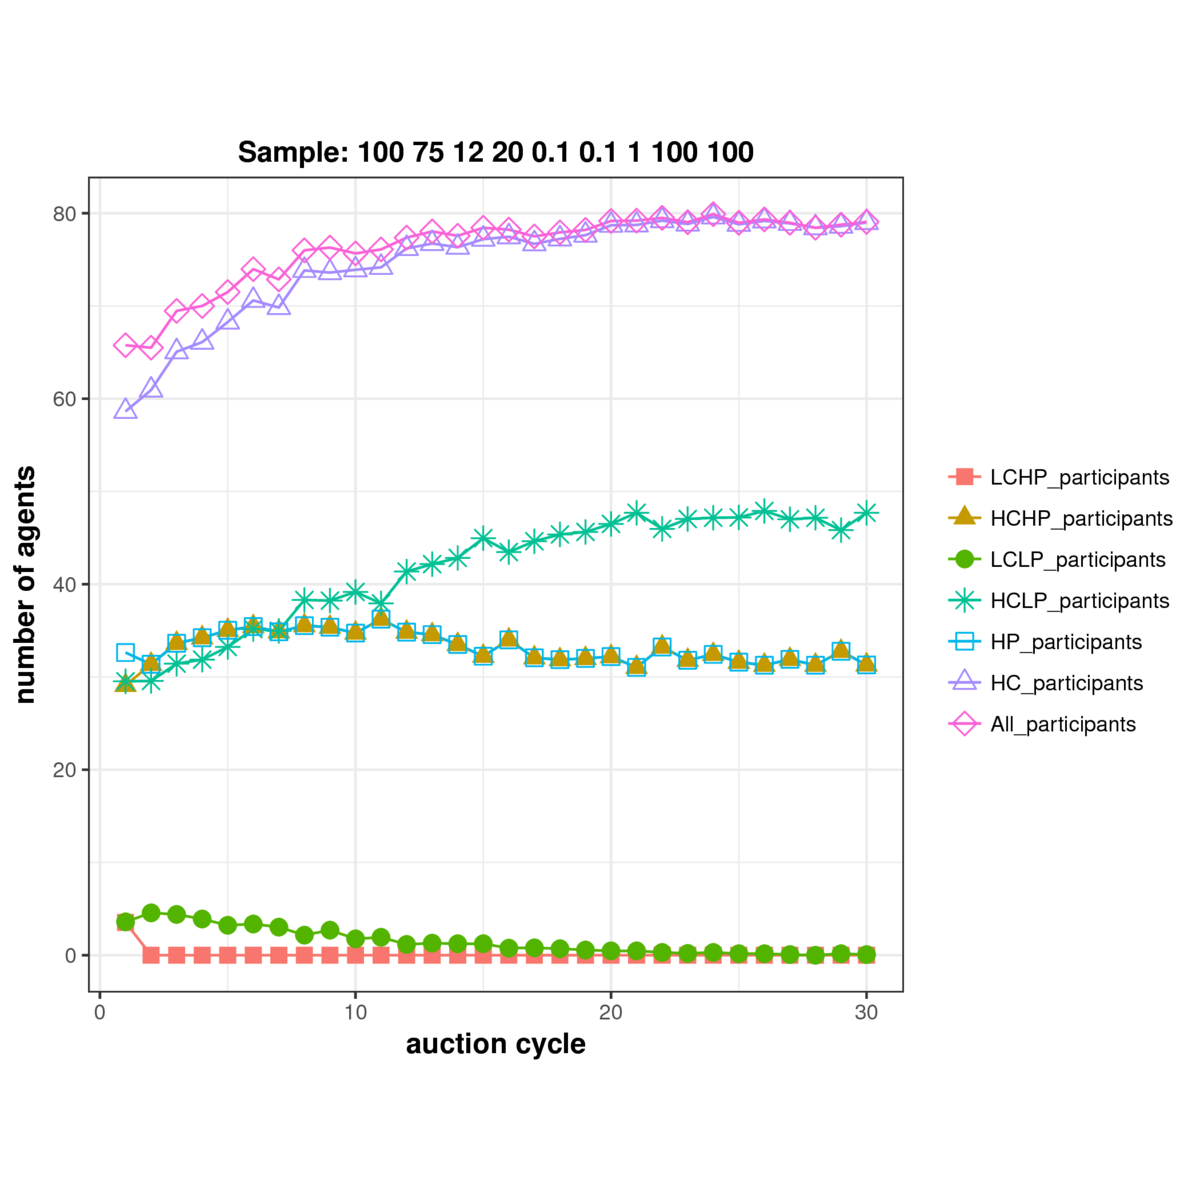 Sample: 100 75 12 20 0.1 0.1 1 100 100
number of agents
80
60
40
20
0
0 10 20 30
auction cycle
LCHP_participants
HCHP_participants
LCLP_participants
HCLP_participants
HP_participants
HC_participants
All_participants